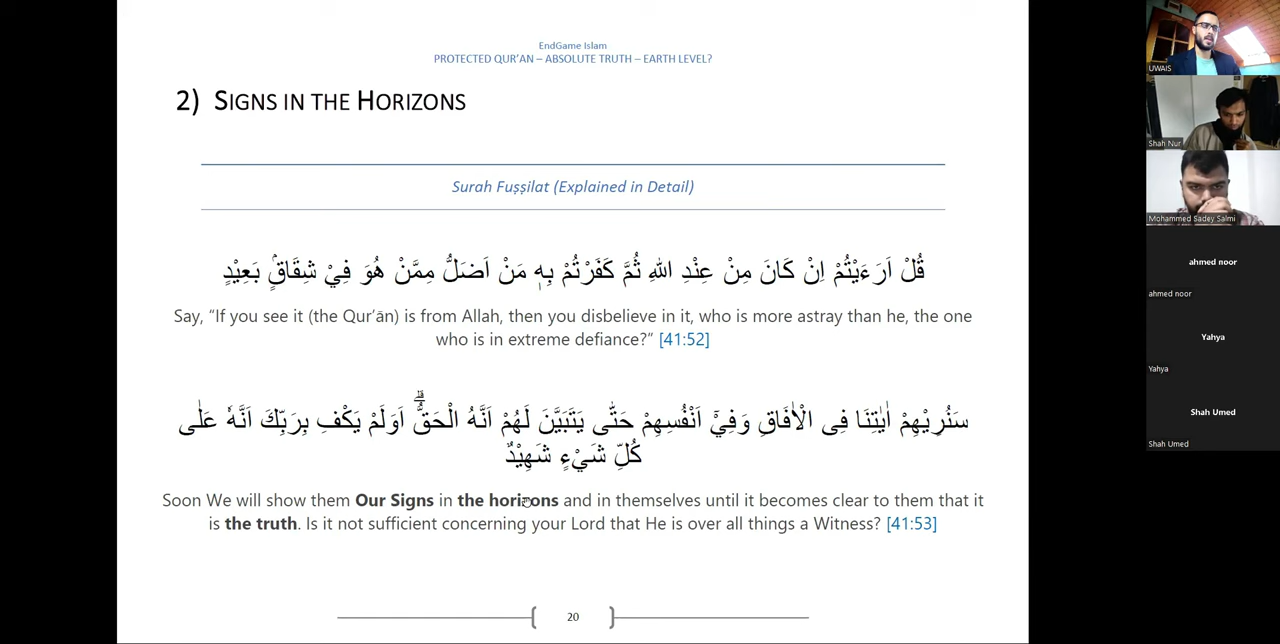 EndGame Islam
PROTECTED QUR’AN – ABSOLUTE TRUTH – EARTH LEVEL?
2) SIGNS IN THE HORIZONS
Surah Fuṣṣilat (Explained in Detail)
قُلْ اَرَءَيْتُمْ اِنْ كَانَ مِنْ عِنْدِ اللهِ ثُمَّ كَفَرْتُمْ بِهٖ مَنْ اَضَلُّ مِمَّنْ هُوَ فِيْ شِقَاقٍۢ بَعِيْدٍ
Say, “If you see it (the Qur’ān) is from Allah, then you disbelieve in it, who is more astray than he, the one
who is in extreme defiance?” [41:52]
سَنُرِيْهِمْ اٰيٰتِنَا فِى الْاٰفَاقِ وَفِيْٓ اَنْفُسِهِمْ حَتّٰى يَتَبَيَّنَ لَهُمْ اَنَّهُ الْحَقُّ ۗ اَوَلَمْ يَكْفِ بِرَبِّكَ اَنَّهٗ عَلٰى
كُلِّ شَيْءٍ شَهِيْدٌ
Soon We will show them Our Signs in the horizons and in themselves until it becomes clear to them that it
is the truth. Is it not sufficient concerning your Lord that He is over all things a Witness? [41:53]
20
UWAIS
Shah Nur
Mohammed Sadey Salmi
ahmed noor
ahmed noor
Yahya
Yahya
Shah Umed
Shah Umed